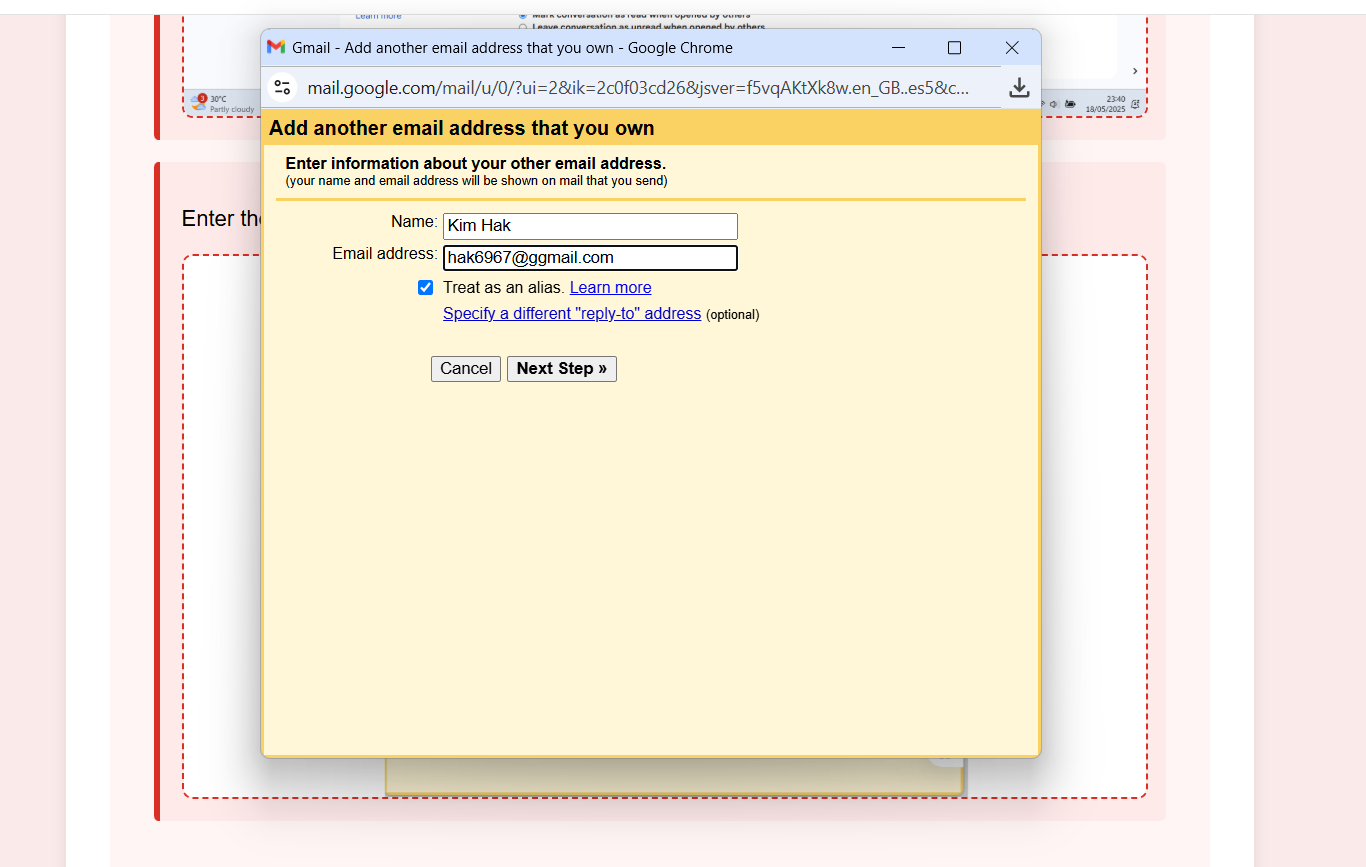 Learn more
Mark conversation as read when opened by others
Leave conversation as unread when opened by others
Gmail - Add another email address that you own - Google Chrome
mail.google.com/mail/u/0/?ui=2&ik=2c0f03cd26&jsver=f5vqAKtXk8w.en_GB..es5&c...
3
30°C
Partly cloudy
23:40
18/05/2025
Add another email address that you own
Enter information about your other email address.
(your name and email address will be shown on mail that you send)
Enter the
Name: Kim Hak
Email address: hak6967@ggmail.com
Treat as an alias. Learn more
Specify a different "reply-to" address (optional)
Cancel Next Step »